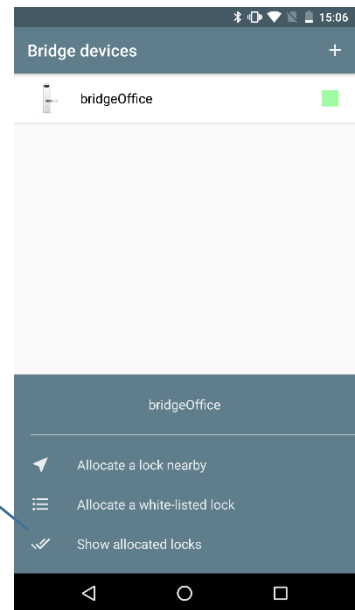 15:06
Bridge devices +
bridgeOffice
bridgeOffice
Allocate a lock nearby
Allocate a white-listed lock
Show allocated locks